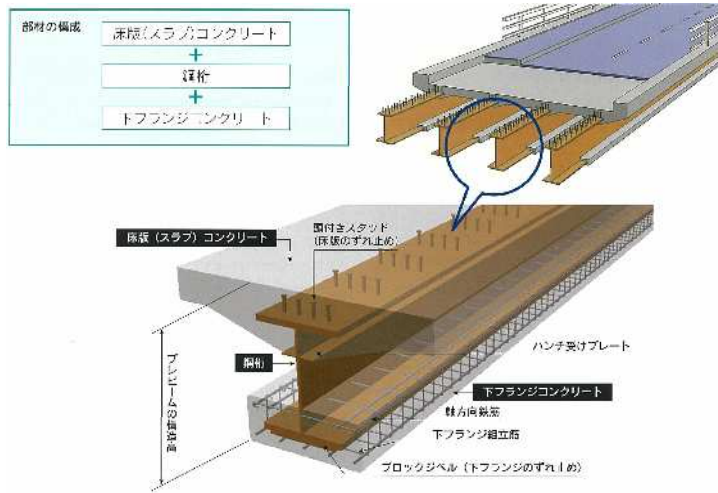 部材の構成
床版(スラブ)コンクリート
+
鋼桁
+
下フランジコンクリート
床版（スラブ）コンクリート
頭付きスタッド
(床版のずれ止め)
ハンチ受けプレート
鋼桁
下フランジコンクリート
軸方向鉄筋
下フランジ組立筋
ブロックジベル（下フランジのずれ止め）
プレビームの構造高